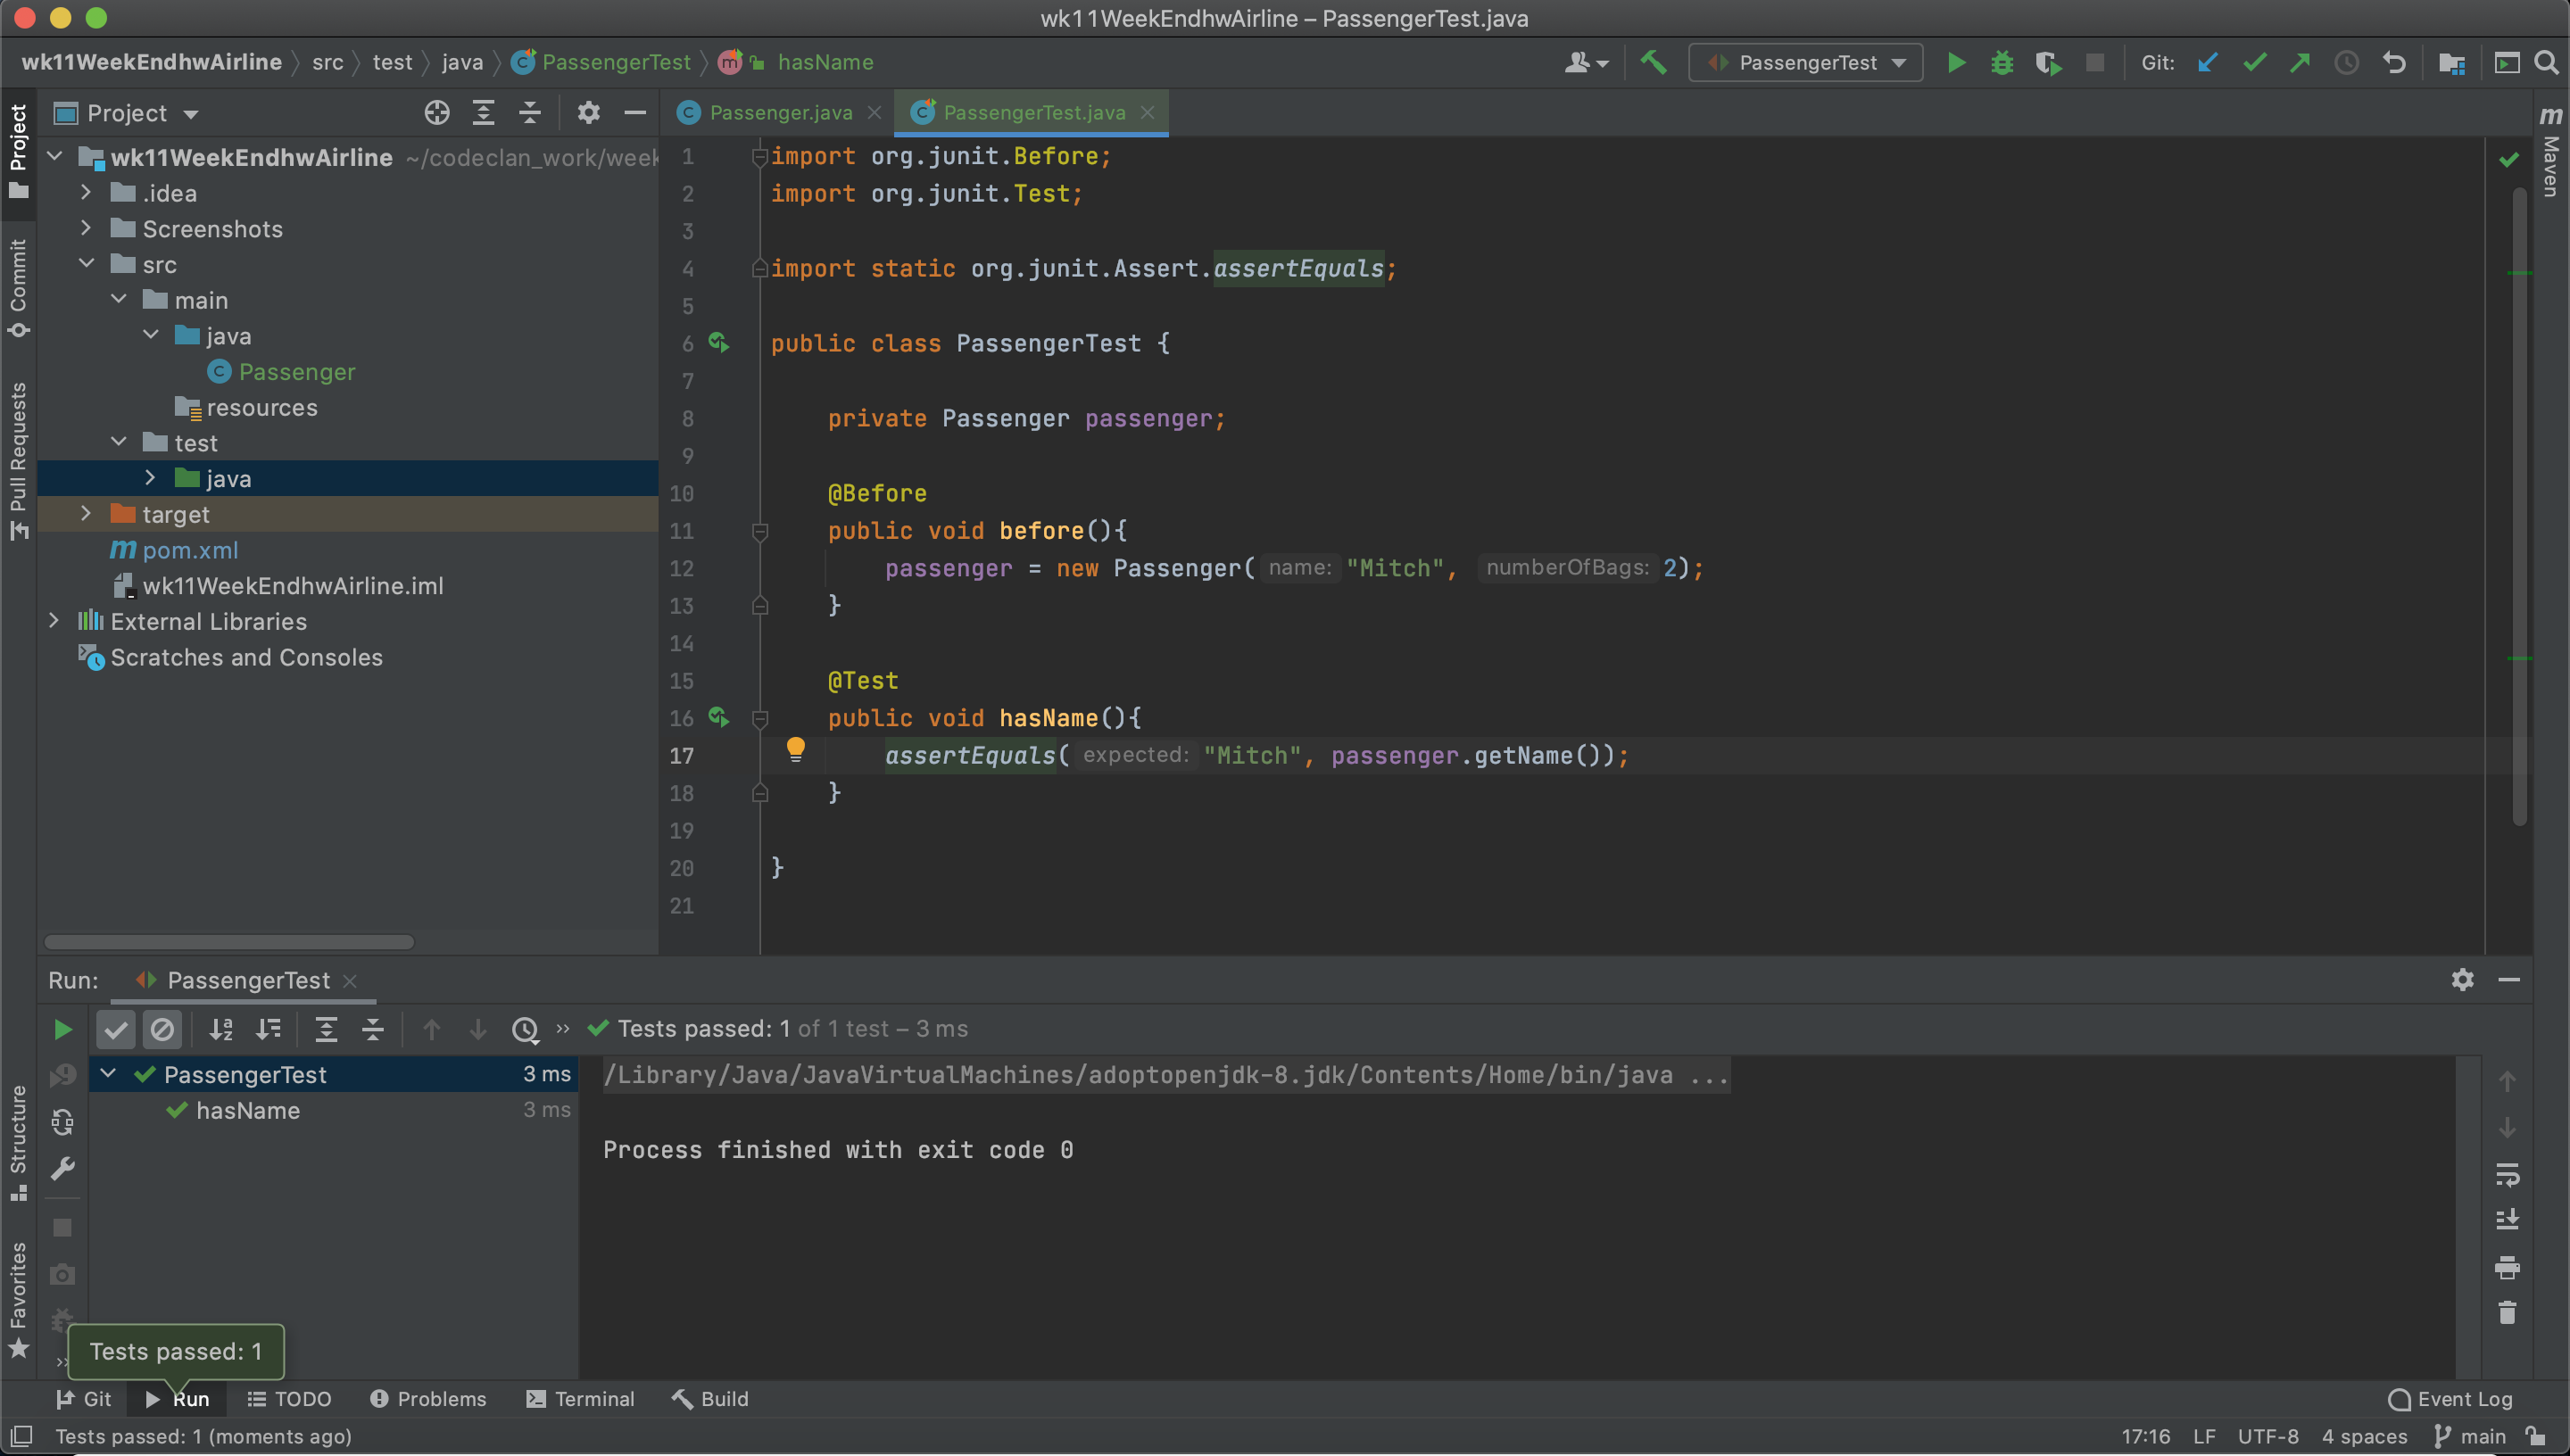 wk11WeekEndhwAirline – PassengerTest.java
wk11WeekEndhwAirline src test java PassengerTest hasName
PassengerTest Git:
Project
Passenger.java PassengerTest.java
Project
Commit
Pull Requests
Structure
Favorites
wk11WeekEndhwAirline ~/codeclan_work/week
.idea
Screenshots
src
main
java
Passenger
resources
test
java
target
pom.xml
wk11WeekEndhwAirline.iml
External Libraries
Scratches and Consoles
1 import org.junit.Before;
2 import org.junit.Test;
3
4 import static org.junit.Assert.assertEquals;
5
6 public class PassengerTest {
7
8 private Passenger passenger;
9
10 @Before
11 public void before(){
12 passenger = new Passenger( name: "Mitch", numberOfBags: 2);
13 }
14
15 @Test
16 public void hasName(){
17 assertEquals( expected: "Mitch", passenger.getName());
18 }
19
20 }
21
Maven
Run: PassengerTest
Tests passed: 1 of 1 test – 3 ms
PassengerTest 3 ms
hasName 3 ms
/Library/Java/JavaVirtualMachines/adoptopenjdk-8.jdk/Contents/Home/bin/java ...
Process finished with exit code 0
Tests passed: 1
Git Run TODO Problems Terminal Build Event Log
Tests passed: 1 (moments ago) 17:16 LF UTF-8 4 spaces main